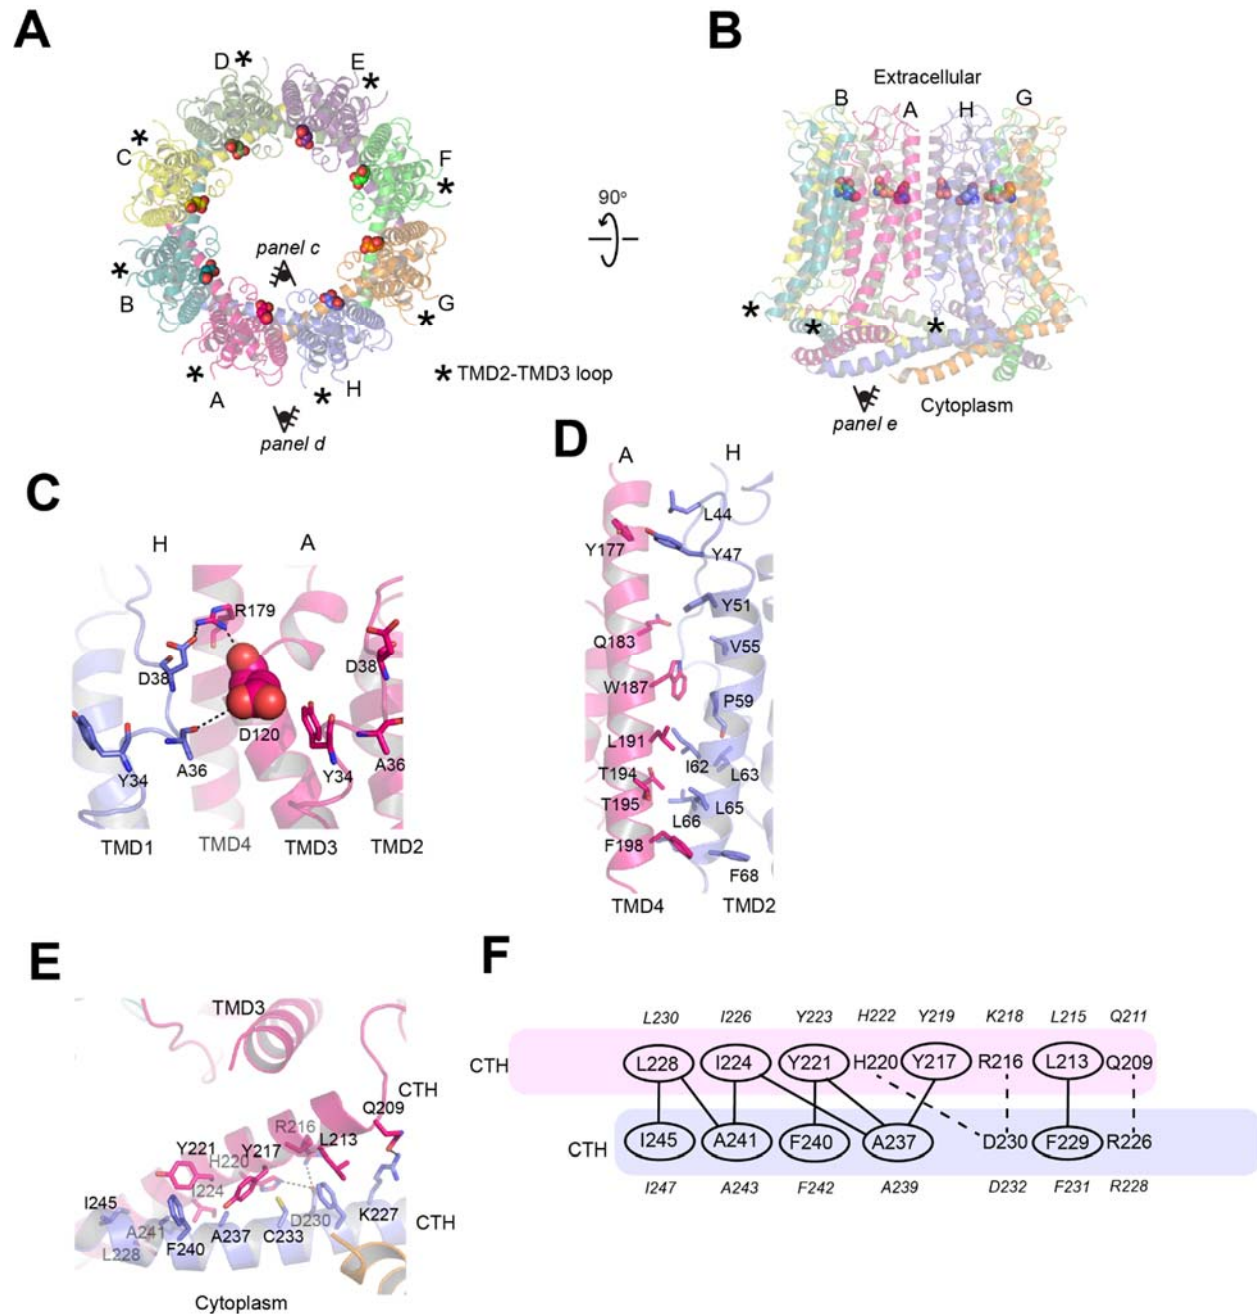 A
B
D
*
E
*
*
C
F
*
panel c
*
B
G
*
*
A
*
H
panel d
* TMD2-TMD3 loop
90°
Extracellular
B
A
H
G
*
*
*
panel e
Cytoplasm
C
H
A
R179
D38
D38
D120
Y34
A36
Y34
A36
TMD1
TMD4
TMD3
TMD2
D
A
H
L44
Y177
Y47
Y51
Q183
V55
W187
P59
L191
I62
L63
T194
T195
L65
L66
F198
F68
TMD4
TMD2
E
TMD3
CTH
Q209
R216
Y221
Y217
L213
H220
I224
I245
D230
K227
CTH
A241
A237
C233
F240
L228
Cytoplasm
F
L230 I226 Y223 H222 Y219 K218 L215 Q211
CTH L228 I224 Y221 H220 Y217 R216 L213 Q209
CTH I245 A241 F240 A237 D230 F229 R226
I247 A243 F242 A239 D232 F231 R228